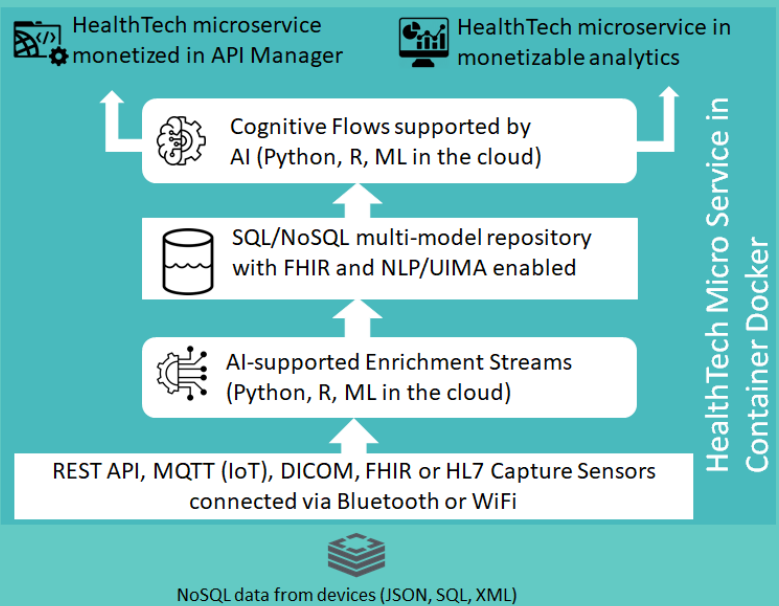 HealthTech microservice
monetized in API Manager
HealthTech microservice in
monetizable analytics
Cognitive Flows supported by
AI (Python, R, ML in the cloud)
SQL/NoSQL multi-model repository
with FHIR and NLP/UIMA enabled
AI-supported Enrichment Streams
(Python, R, ML in the cloud)
REST API, MQTT (IoT), DICOM, FHIR or HL7 Capture Sensors
connected via Bluetooth or WiFi
HealthTech Micro Service in
Container Docker
NoSQL data from devices (JSON, SQL, XML)